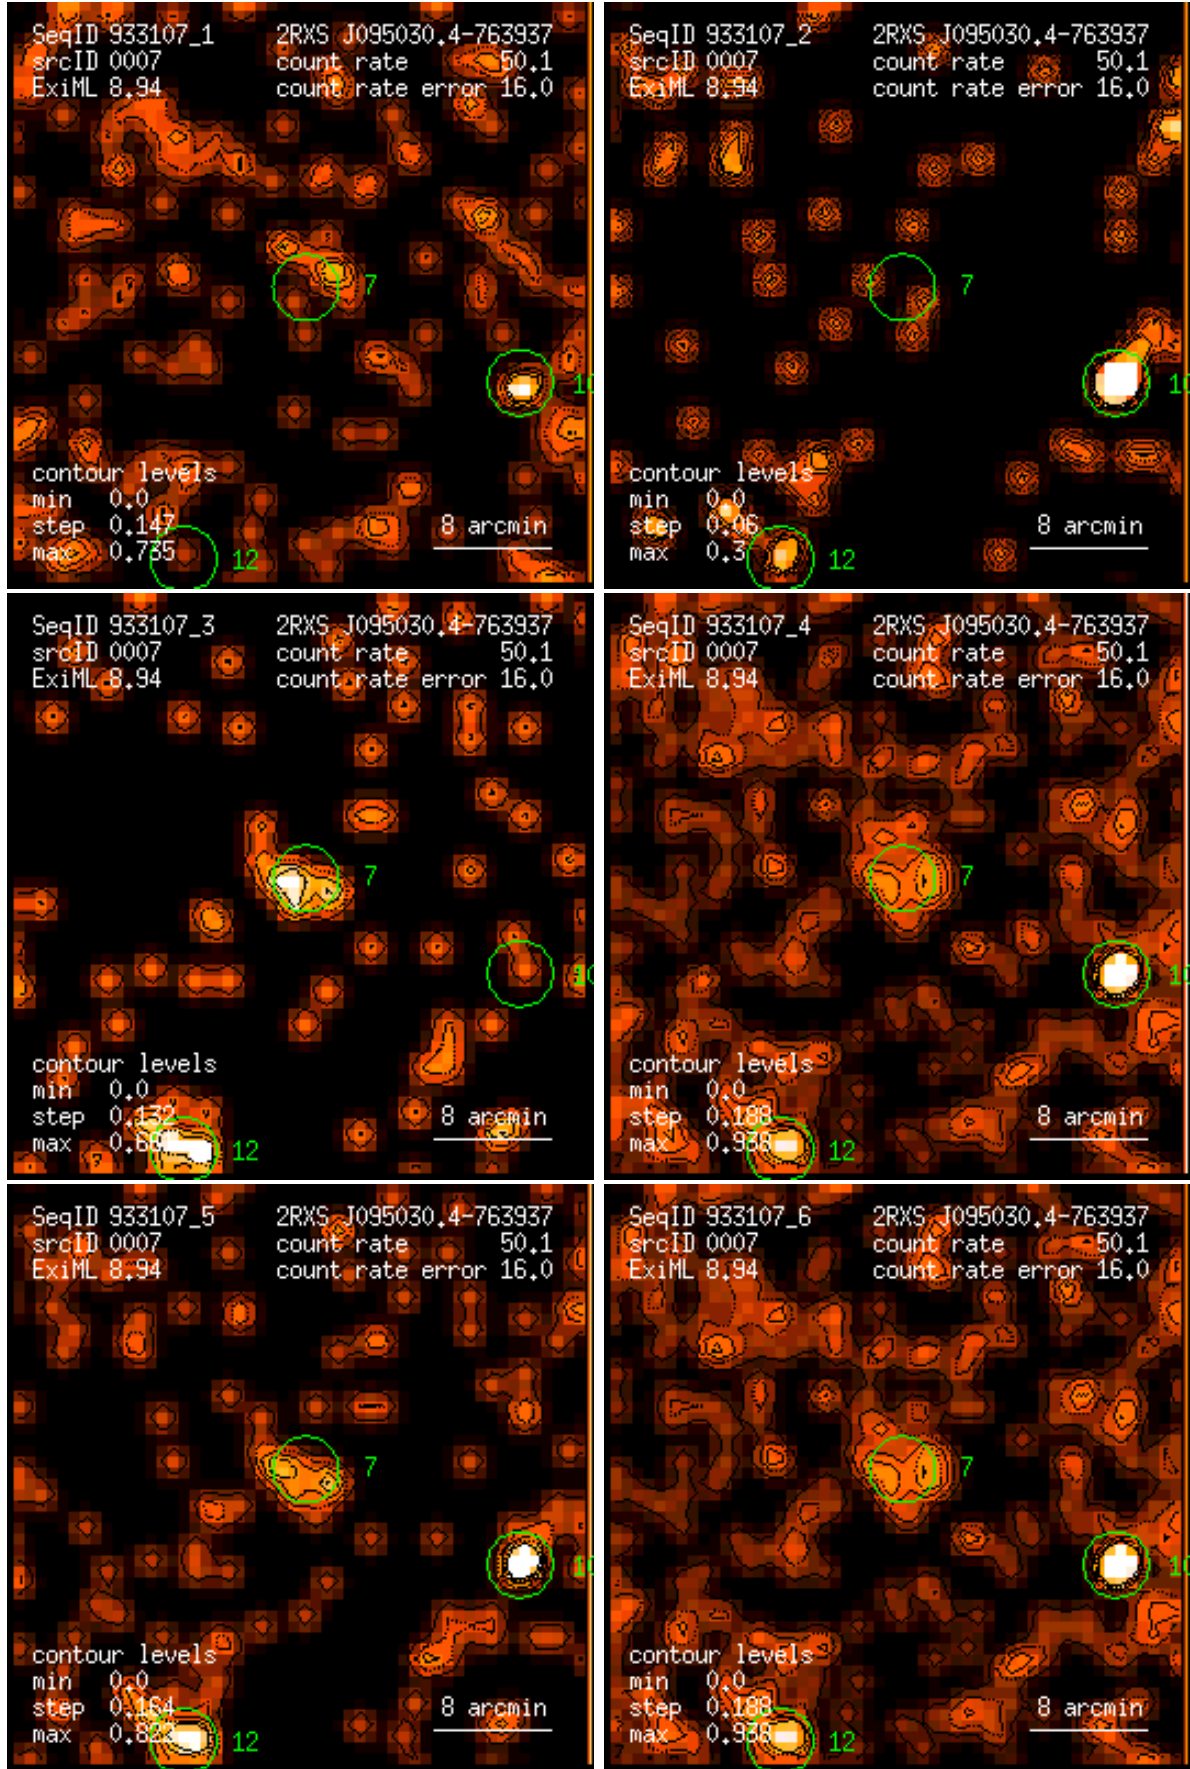 SeqID 933107_1 2RXS J095030.4-763937
srcID 0007 count rate 50.1
ExiML 8.94 count rate error 16.0
7
10
contour levels
min 0.0
step 0.147
max 0.735
8 arcmin
12
SeqID 933107_2 2RXS J095030.4-763937
srcID 0007 count rate 50.1
ExiML 8.94 count rate error 16.0
7
10
contour levels
min 0.0
step 0.06
max 0.3
8 arcmin
12
SeqID 933107_3 2RXS J095030.4-763937
srcID 0007 count rate 50.1
ExiML 8.94 count rate error 16.0
7
10
contour levels
min 0.0
step 0.132
max
8 arcmin
12
SeqID 933107_4 2RXS J095030.4-763937
srcID 0007 count rate 50.1
ExiML 8.94 count rate error 16.0
7
10
contour levels
min 0.0
step 0.188
max 0.938
8 arcmin
12
SeqID 933107_5 2RXS J095030.4-763937
srcID 0007 count rate 50.1
ExiML 8.94 count rate error 16.0
7
10
contour levels
min 0.0
step 0.164
max
8 arcmin
12
SeqID 933107_6 2RXS J095030.4-763937
srcID 0007 count rate 50.1
ExiML 8.94 count rate error 16.0
7
10
contour levels
min 0.0
step 0.188
max 0.938
8 arcmin
12